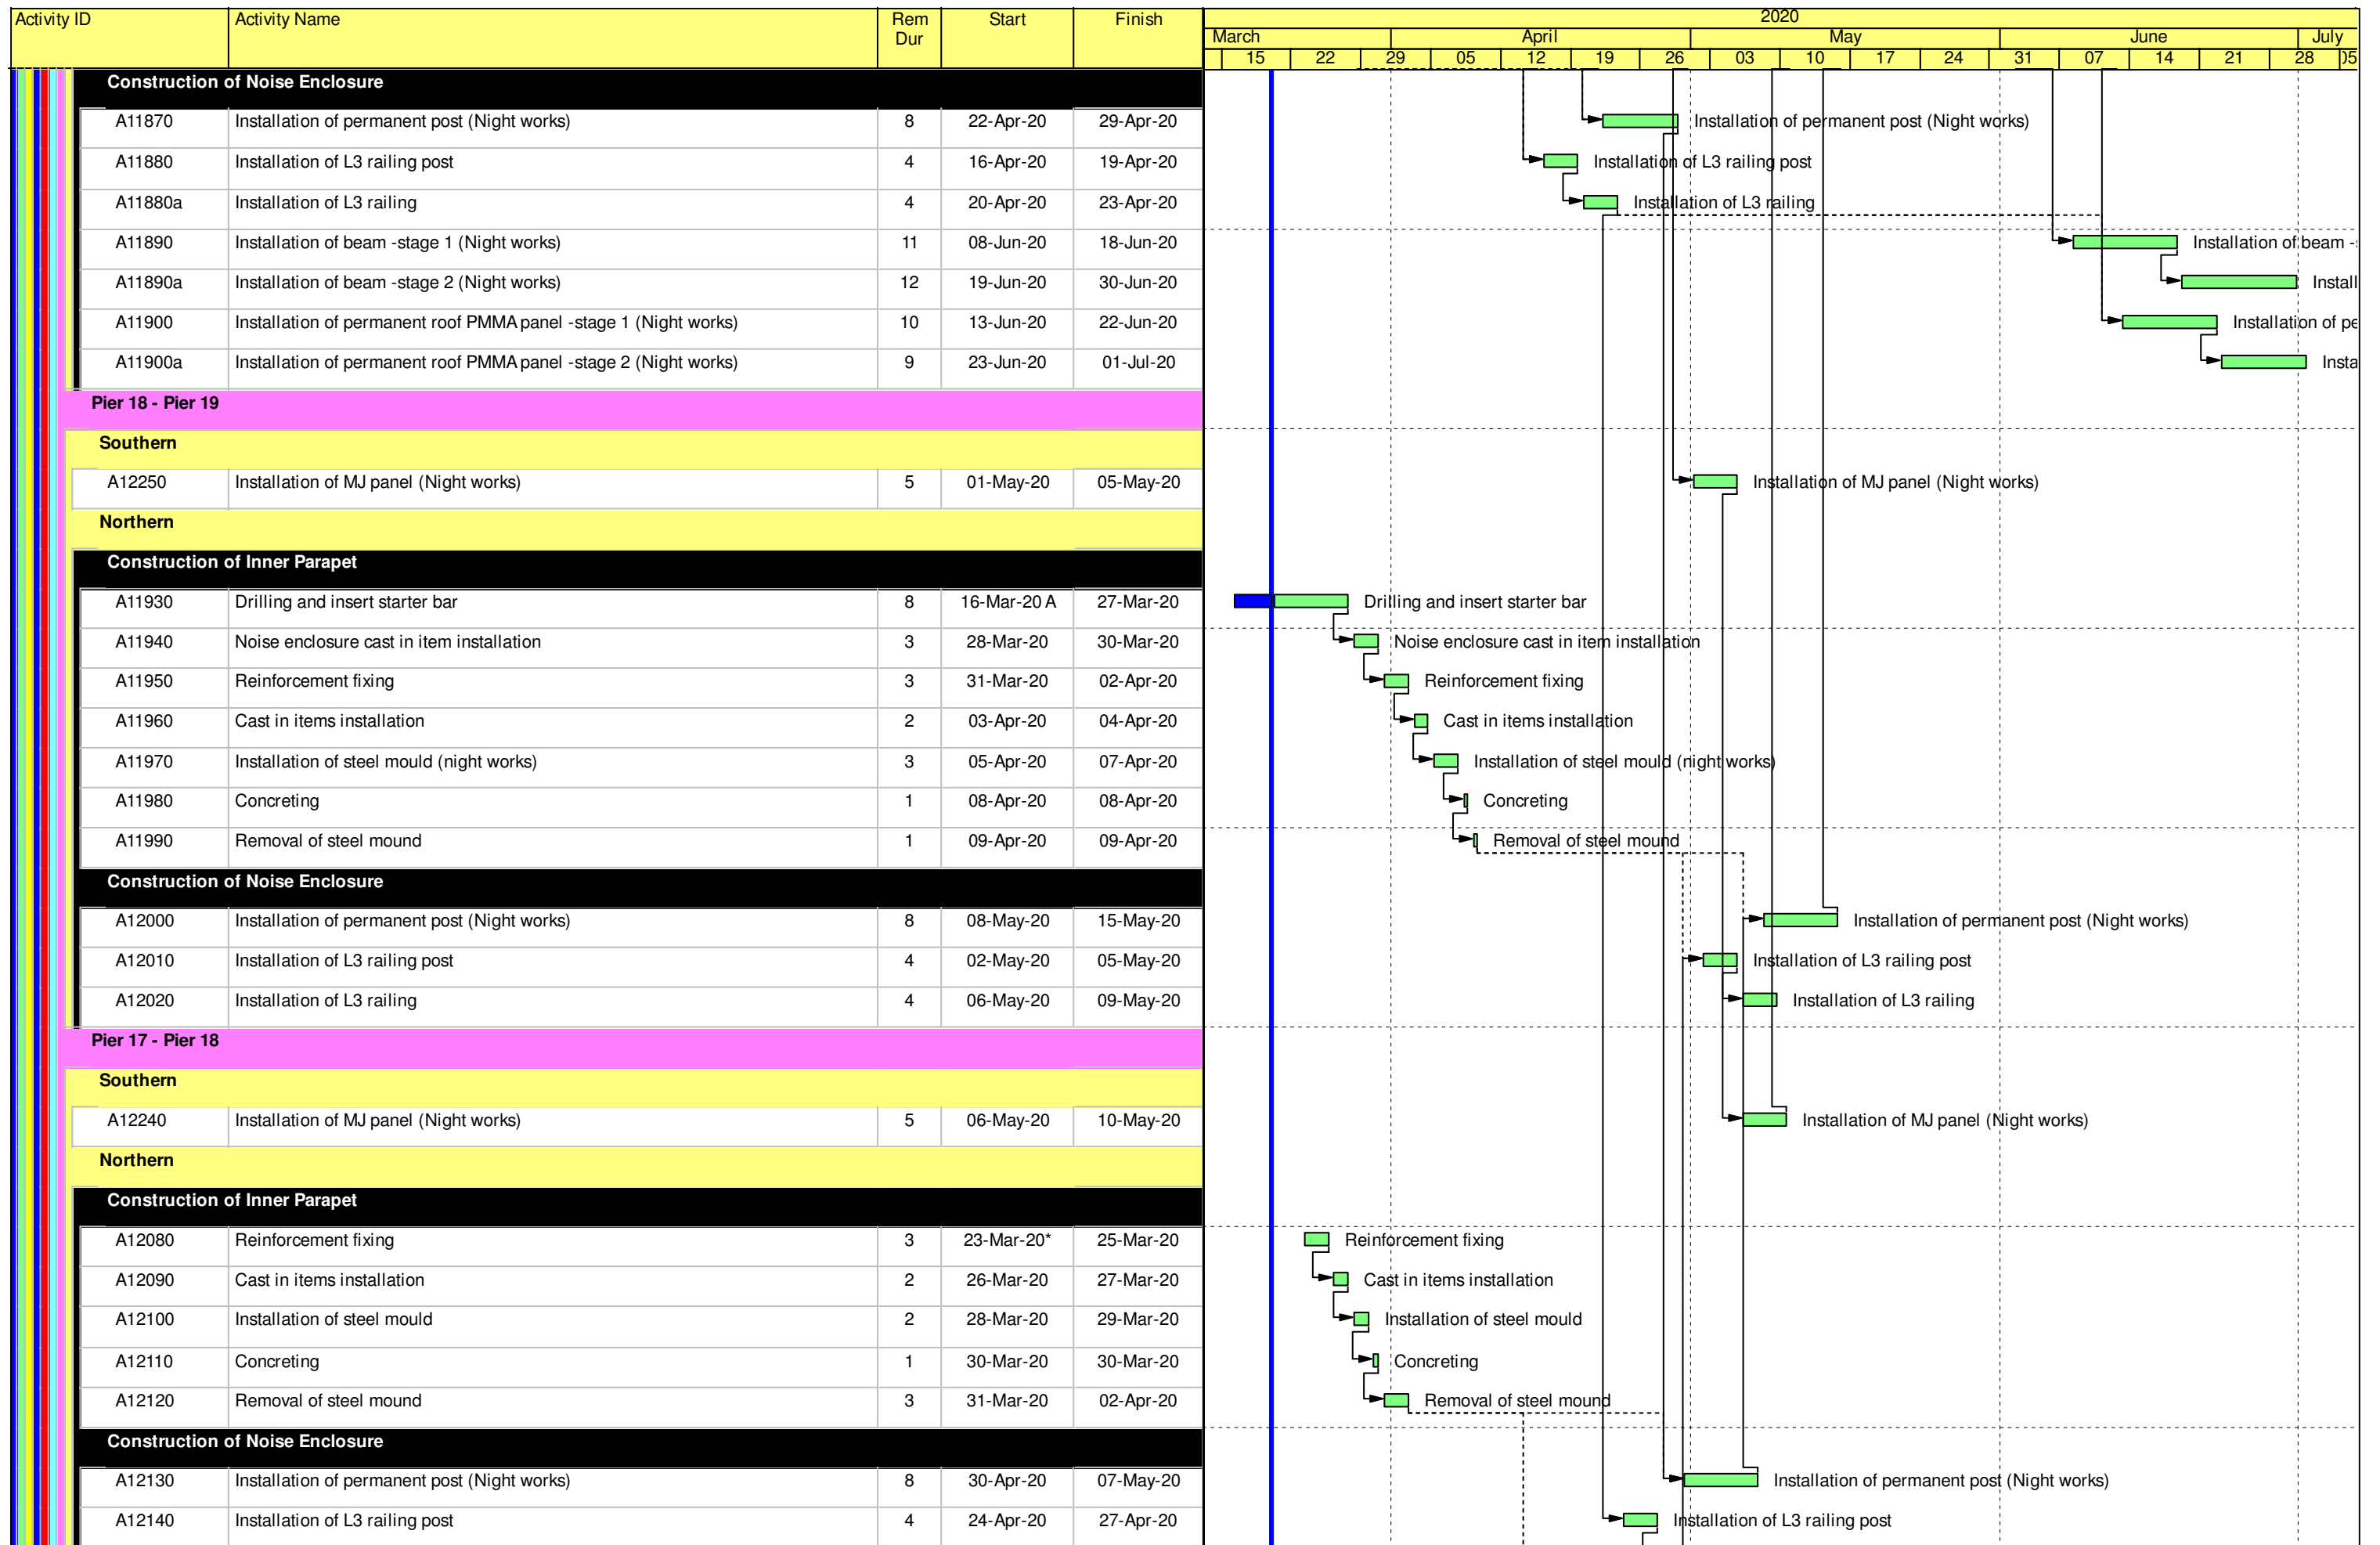 Activity ID Activity Name Rem Dur Start Finish 2020
March April May June July
15 22 29 05 12 19 26 03 10 17 24 31 07 14 21 28 05
Construction of Noise Enclosure
A11870 Installation of permanent post (Night works) 8 22-Apr-20 29-Apr-20 Installation of permanent post (Night works)
A11880 Installation of L3 railing post 4 16-Apr-20 19-Apr-20 Installation of L3 railing post
A11880a Installation of L3 railing 4 20-Apr-20 23-Apr-20 Installation of L3 railing
A11890 Installation of beam -stage 1 (Night works) 11 08-Jun-20 18-Jun-20 Installation of beam -
A11890a Installation of beam -stage 2 (Night works) 12 19-Jun-20 30-Jun-20 Install
A11900 Installation of permanent roof PMMA panel -stage 1 (Night works) 10 13-Jun-20 22-Jun-20 Installation of pe
A11900a Installation of permanent roof PMMA panel -stage 2 (Night works) 9 23-Jun-20 01-Jul-20 Insta
Pier 18 - Pier 19
Southern
A12250 Installation of MJ panel (Night works) 5 01-May-20 05-May-20 Installation of MJ panel (Night works)
Northern
Construction of Inner Parapet
A11930 Drilling and insert starter bar 8 16-Mar-20 A 27-Mar-20 Drilling and insert starter bar
A11940 Noise enclosure cast in item installation 3 28-Mar-20 30-Mar-20 Noise enclosure cast in item installation
A11950 Reinforcement fixing 3 31-Mar-20 02-Apr-20 Reinforcement fixing
A11960 Cast in items installation 2 03-Apr-20 04-Apr-20 Cast in items installation
A11970 Installation of steel mould (night works) 3 05-Apr-20 07-Apr-20 Installation of steel mould (night works)
A11980 Concreting 1 08-Apr-20 08-Apr-20 Concreting
A11990 Removal of steel mound 1 09-Apr-20 09-Apr-20 Removal of steel mound
Construction of Noise Enclosure
A12000 Installation of permanent post (Night works) 8 08-May-20 15-May-20 Installation of permanent post (Night works)
A12010 Installation of L3 railing post 4 02-May-20 05-May-20 Installation of L3 railing post
A12020 Installation of L3 railing 4 06-May-20 09-May-20 Installation of L3 railing
Pier 17 - Pier 18
Southern
A12240 Installation of MJ panel (Night works) 5 06-May-20 10-May-20 Installation of MJ panel (Night works)
Northern
Construction of Inner Parapet
A12080 Reinforcement fixing 3 23-Mar-20* 25-Mar-20 Reinforcement fixing
A12090 Cast in items installation 2 26-Mar-20 27-Mar-20 Cast in items installation
A12100 Installation of steel mould 2 28-Mar-20 29-Mar-20 Installation of steel mould
A12110 Concreting 1 30-Mar-20 30-Mar-20 Concreting
A12120 Removal of steel mound 3 31-Mar-20 02-Apr-20 Removal of steel mound
Construction of Noise Enclosure
A12130 Installation of permanent post (Night works) 8 30-Apr-20 07-May-20 Installation of permanent post (Night works)
A12140 Installation of L3 railing post 4 24-Apr-20 27-Apr-20 Installation of L3 railing post